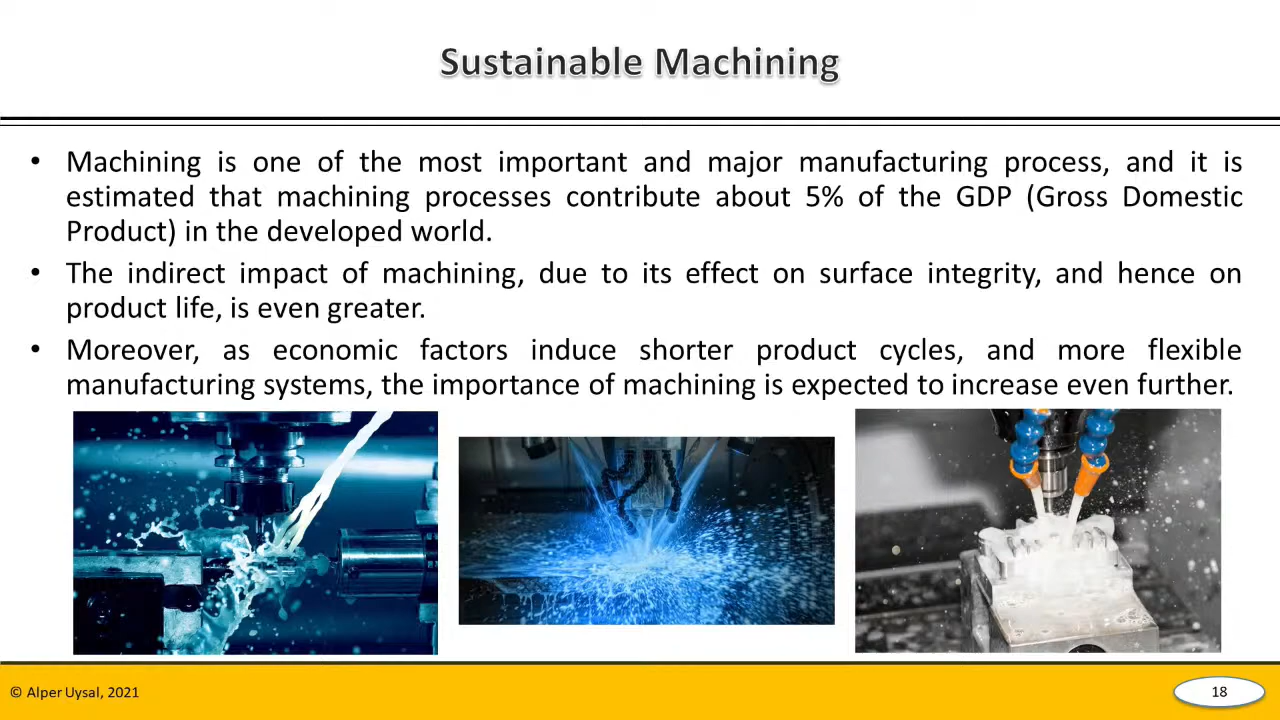 Sustainable Machining
• Machining is one of the most important and major manufacturing process, and it is
estimated that machining processes contribute about 5% of the GDP (Gross Domestic
Product) in the developed world.
• The indirect impact of machining, due to its effect on surface integrity, and hence on
product life, is even greater.
• Moreover, as economic factors induce shorter product cycles, and more flexible
manufacturing systems, the importance of machining is expected to increase even further.
© Alper Uysal, 2021
18